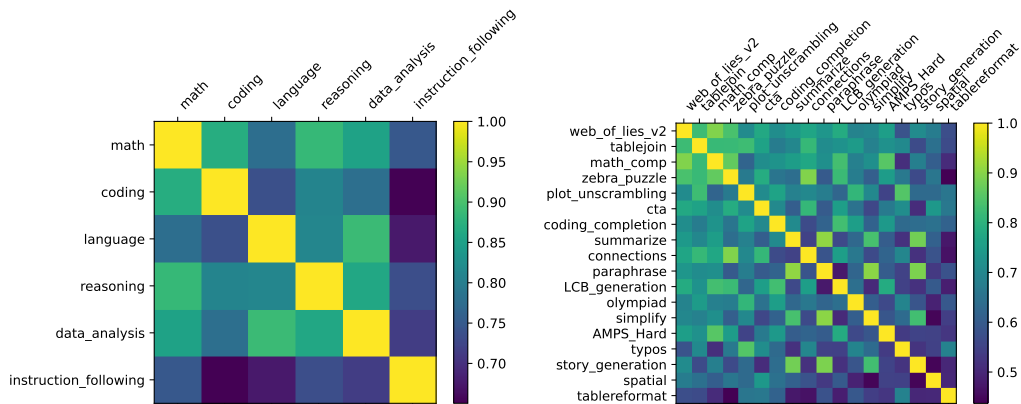 math
coding
language
reasoning
data_analysis
instruction_following
math
coding
language
reasoning
data_analysis
instruction_following
1.00
0.95
0.90
0.85
0.80
0.75
0.70
web_of_lies_v2
tablejoin
math_comp
zebra_puzzle
plot_unscrambling
cta
coding_completion
summarize
connections
paraphrase
LCB_generation
olympiad
simplify
AMPS_Hard
typos
story_generation
spatial
tablereformat
web_of_lies_v2
tablejoin
math_comp
zebra_puzzle
plot_unscrambling
cta
coding_completion
summarize
connections
paraphrase
LCB_generation
olympiad
simplify
AMPS_Hard
typos
story_generation
spatial
tablereformat
1.0
0.9
0.8
0.7
0.6
0.5